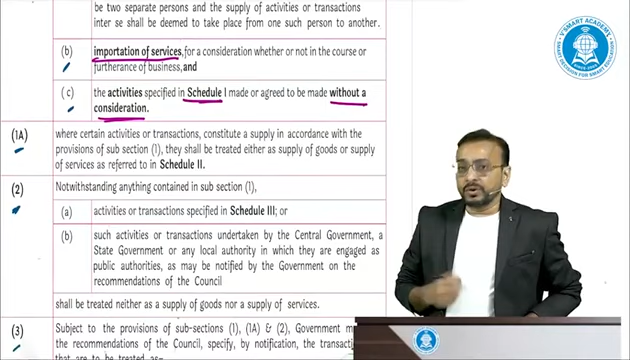 be two separate persons and the supply of activities or transactions
inter se shall be deemed to take place from one such person to another.
(b) importation of services, for a consideration whether or not in the course or
furtherance of business, and
(c) the activities specified in Schedule I made or agreed to be made without a
consideration.
(1A) where certain activities or transactions, constitute a supply in accordance with the
provisions of sub section (1), they shall be treated either as supply of goods or supply
of services as referred to in Schedule II.
(2) Notwithstanding anything contained in sub section (1),
(a) activities or transactions specified in Schedule III; or
(b) such activities or transactions undertaken by the Central Government, a
State Government or any local authority in which they are engaged as
public authorities, as may be notified by the Government on the
recommendations of the Council
shall be treated neither as a supply of goods nor a supply of services.
(3) Subject to the provisions of sub-sections (1), (1A) & (2), Government m
the recommendations of the Council, specify, by notification, the transacti
that are to be treated as—
V'SMART ACADEMY